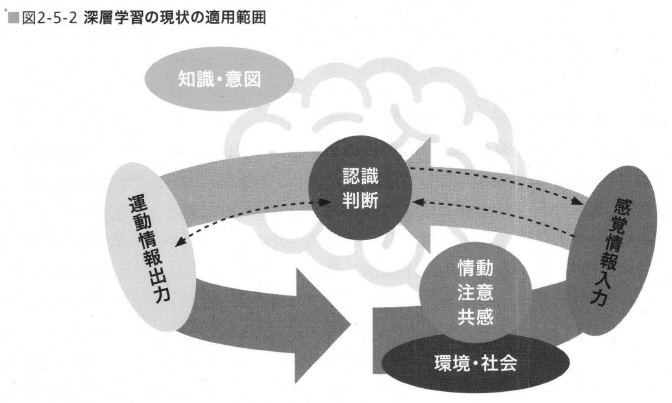 ■図2-5-2 深層学習の現状の適用範囲
知識・意図
認識
判断
運動情報出力
感覚情報入力
情動
注意
共感
環境・社会